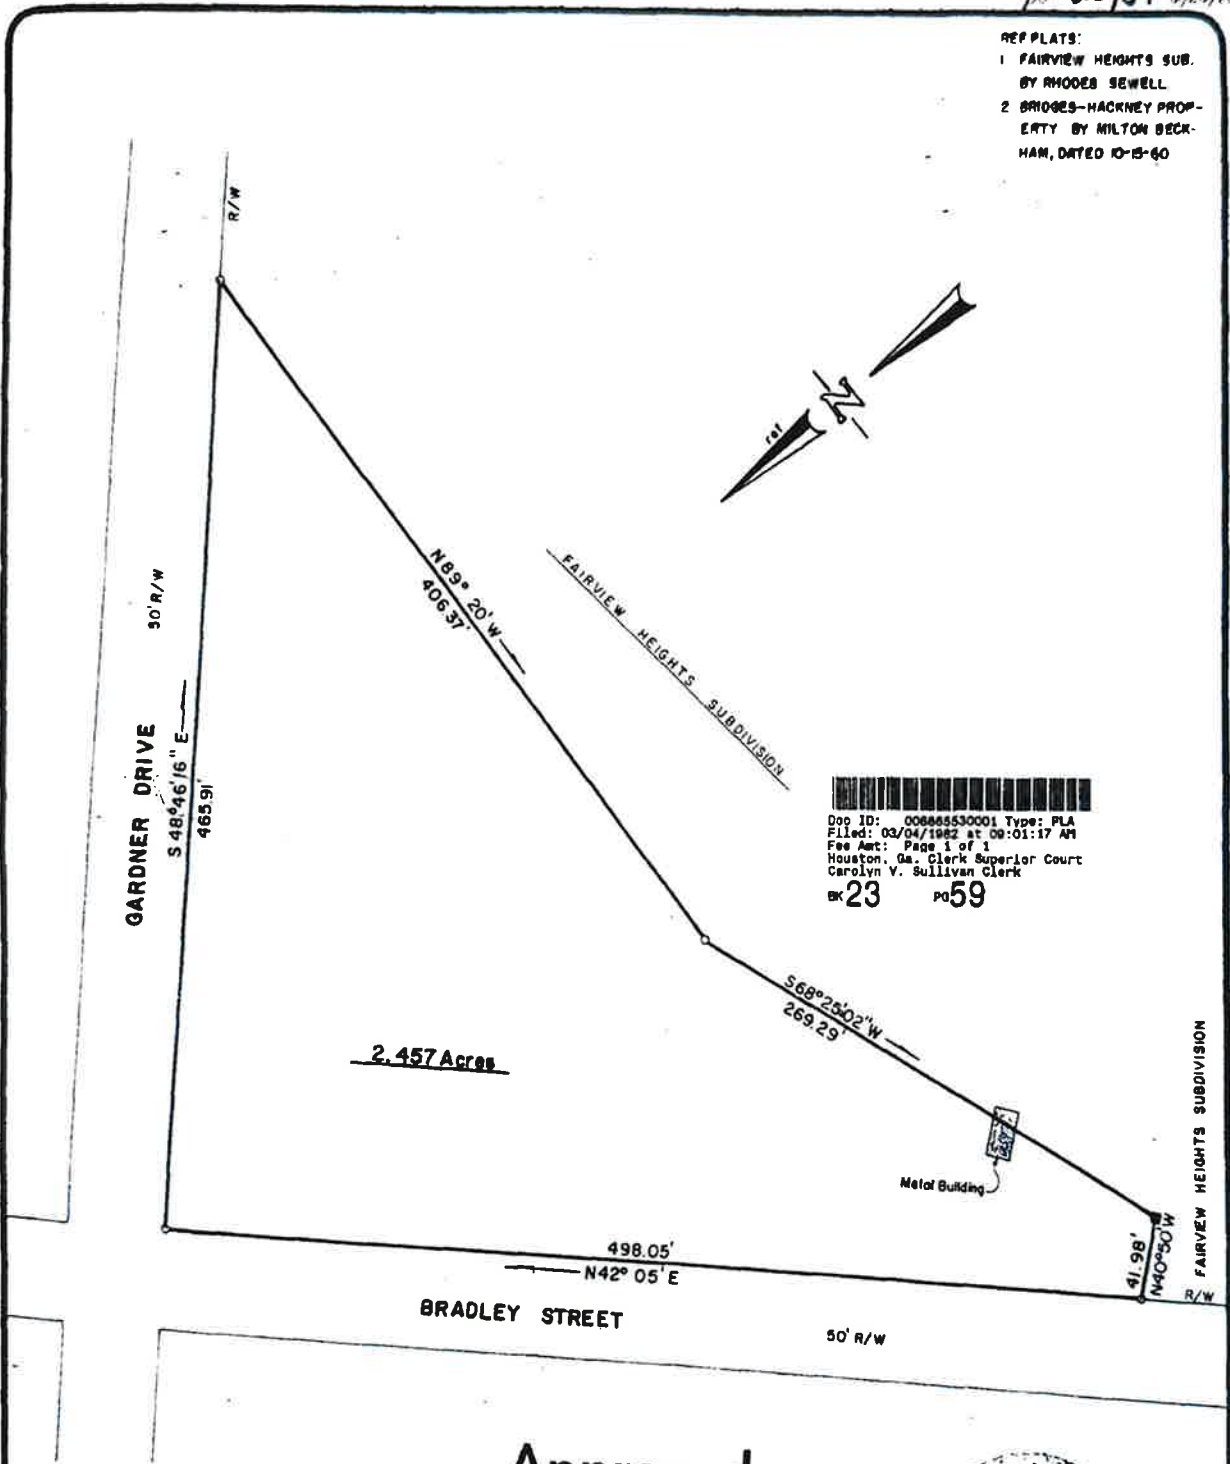 REF PLATS:
1 FAIRVIEW HEIGHTS SUB.
BY RHODES SEWELL
2 BRIDGES-HACKNEY PROP-
ERTY BY MILTON BECK-
HAM, DATED 10-15-60
R/W
N
ref
N89° 20' W
406.37'
FAIRVIEW HEIGHTS SUBDIVISION
50' R/W
GARDNER DRIVE
S 48° 46' 16" E
465.91'
Doc ID: 006865530001 Type: PLA
Filed: 03/04/1982 at 09:01:17 AM
Fee Amt: Page 1 of 1
Houston, Ga. Clerk Superior Court
Carolyn V. Sullivan Clerk
BK 23 PG 59
S68° 25' 02" W
269.29'
2.457 Acres
Metal Building
FAIRVIEW HEIGHTS SUBDIVISION
41.98'
N40° 50' W
R/W
498.05'
N42° 05' E
BRADLEY STREET
50' R/W